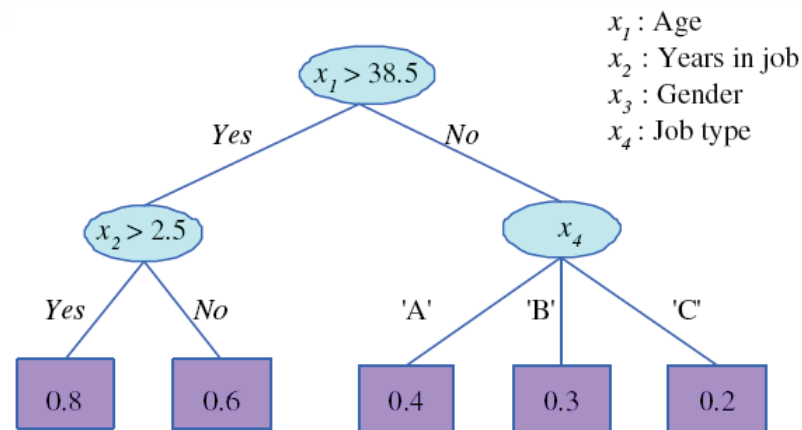 x1 : Age
x2 : Years in job
x3 : Gender
x4 : Job type
x1 > 38.5
Yes
No
x2 > 2.5
x4
Yes
No
'A'
'B'
'C'
0.8
0.6
0.4
0.3
0.2